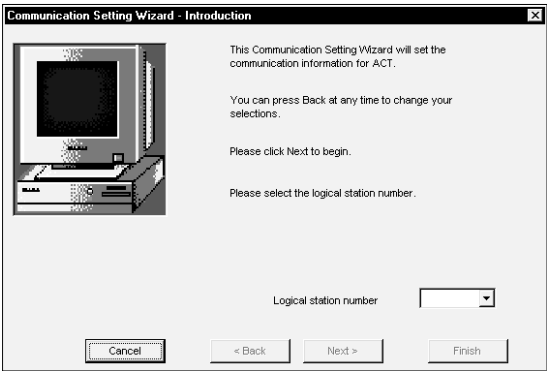 Communication Setting Wizard - Introduction
This Communication Setting Wizard will set the
communication information for ACT.
You can press Back at any time to change your
selections.
Please click Next to begin.
Please select the logical station number.
Logical station number
Cancel
< Back
Next >
Finish